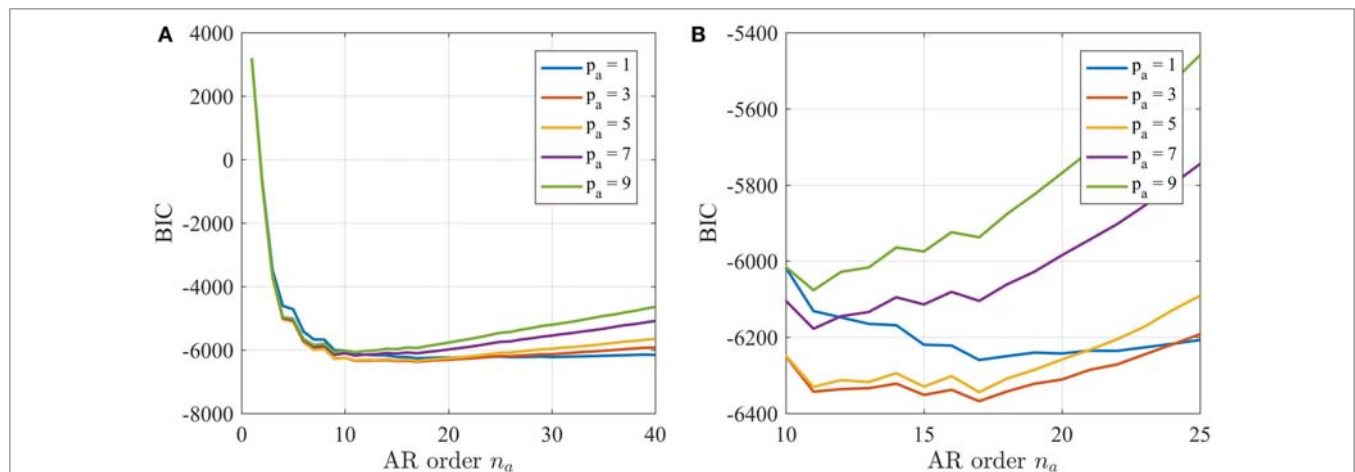 A
4000
2000
0
-2000
-4000
-6000
-8000
BIC
0 10 20 30 40
AR order n_a
p_a = 1
p_a = 3
p_a = 5
p_a = 7
p_a = 9
B
-5400
-5600
-5800
-6000
-6200
-6400
BIC
10 15 20 25
AR order n_a
p_a = 1
p_a = 3
p_a = 5
p_a = 7
p_a = 9